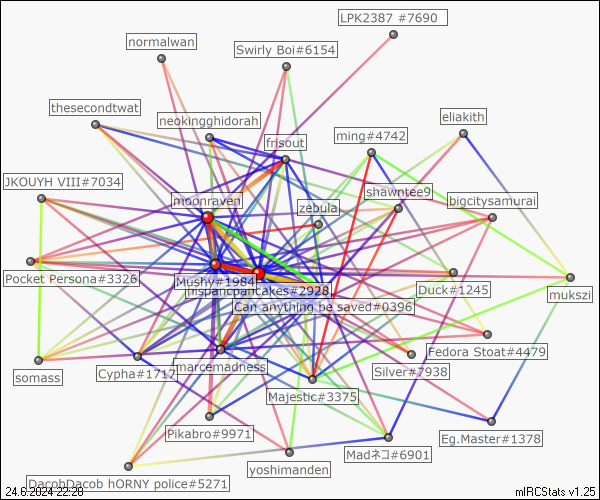 LPK2387 #7690
normalwan
Swirly Boi#6154
thesecondtwat
neokingghidorah
eliakith
ming#4742
frisout
JKOUYH VIII#7034
shawntee9
moonraven
zebula
bigcitysamurai
Pocket Persona#3326
Mushy#1984
mspancpancakes#2928
Duck#1245
mukszi
Can anything be saved#0396
Fedora Stoat#4479
somass
Cypha#1717
marcemadness
Silver#7938
Majestic#3375
Pikabro#9971
Eg.Master#1378
Madネコ#6901
yoshimanden
DacobhDacob hORNY police#5271
24.6.2024 22:28
mIRCStats v1.25